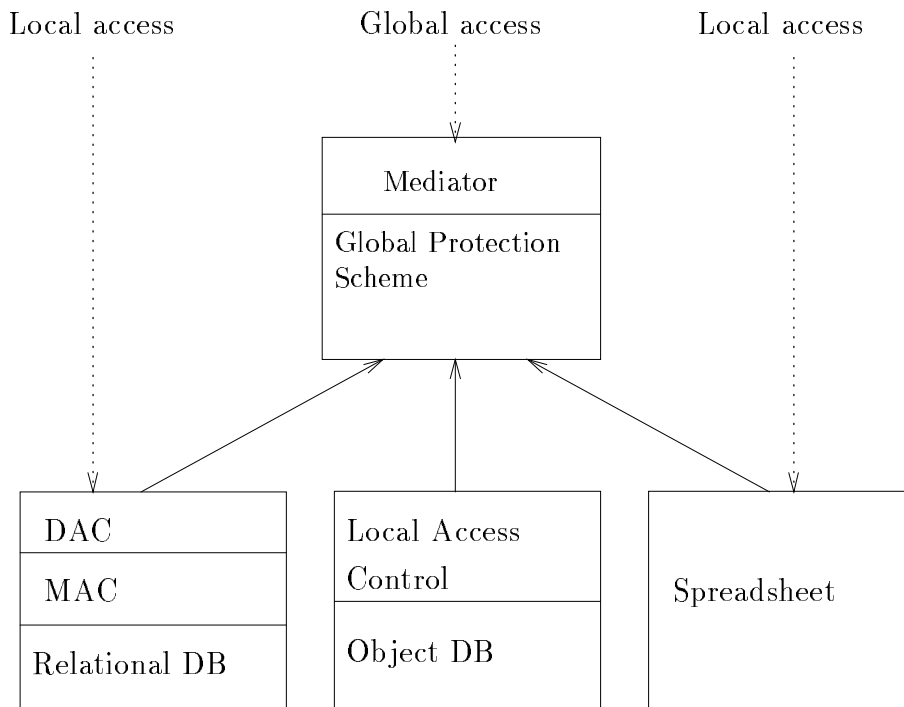 Local access
Global access
Local access
Mediator
Global Protection
Scheme
DAC
MAC
Relational DB
Local Access
Control
Object DB
Spreadsheet